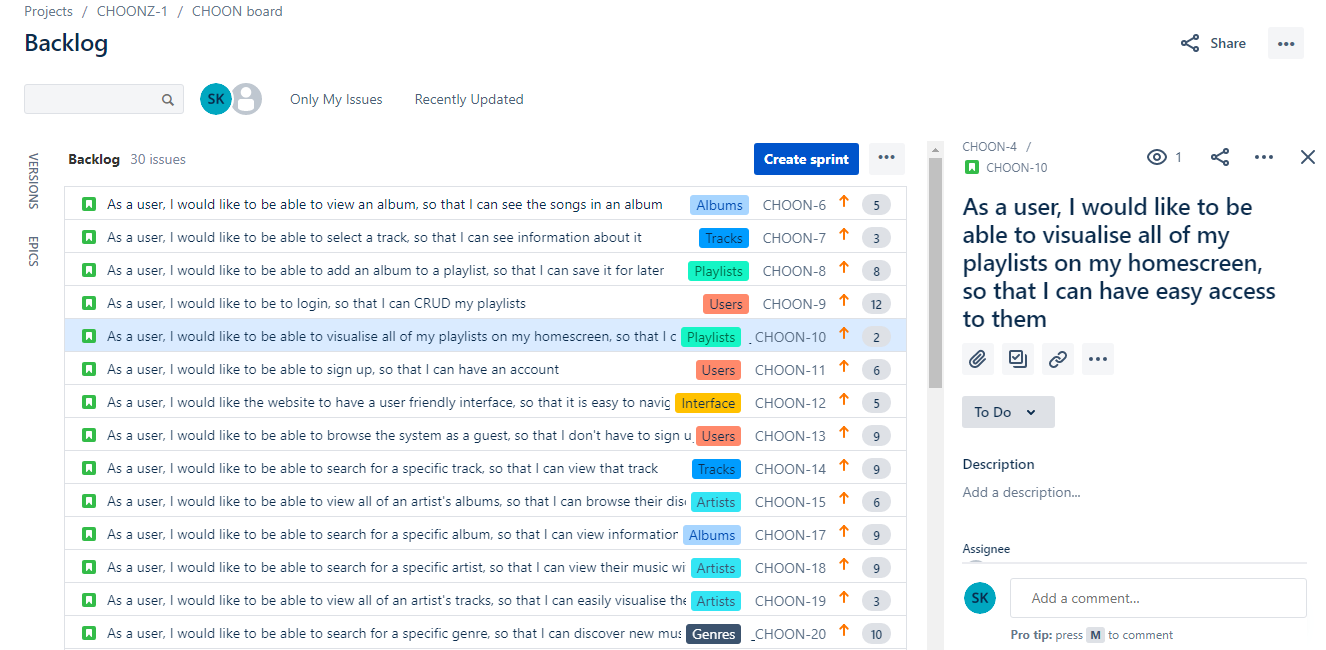 Projects / CHOONZ-1 / CHOON board
Backlog
Share
SK
Only My Issues
Recently Updated
VERSIONS
EPICS
Backlog 30 issues
Create sprint
As a user, I would like to be able to view an album, so that I can see the songs in an album Albums CHOON-6 5
As a user, I would like to be able to select a track, so that I can see information about it Tracks CHOON-7 3
As a user, I would like to be able to add an album to a playlist, so that I can save it for later Playlists CHOON-8 8
As a user, I would like to be to login, so that I can CRUD my playlists Users CHOON-9 12
As a user, I would like to be able to visualise all of my playlists on my homescreen, so that I c Playlists CHOON-10 2
As a user, I would like to be able to sign up, so that I can have an account Users CHOON-11 6
As a user, I would like the website to have a user friendly interface, so that it is easy to navig Interface CHOON-12 5
As a user, I would like to be able to browse the system as a guest, so that I don't have to sign u Users CHOON-13 9
As a user, I would like to be able to search for a specific track, so that I can view that track Tracks CHOON-14 9
As a user, I would like to be able to view all of an artist's albums, so that I can browse their dis Artists CHOON-15 6
As a user, I would like to be able to search for a specific album, so that I can view information Albums CHOON-17 9
As a user, I would like to be able to search for a specific artist, so that I can view their music wi Artists CHOON-18 9
As a user, I would like to be able to view all of an artist's tracks, so that I can easily visualise the Artists CHOON-19 3
As a user, I would like to be able to search for a specific genre, so that I can discover new mus Genres CHOON-20 10
CHOON-4 /
CHOON-10
1
As a user, I would like to be
able to visualise all of my
playlists on my homescreen,
so that I can have easy access
to them
To Do
Description
Add a description...
Assignee
SK
Add a comment...
Pro tip: press M to comment